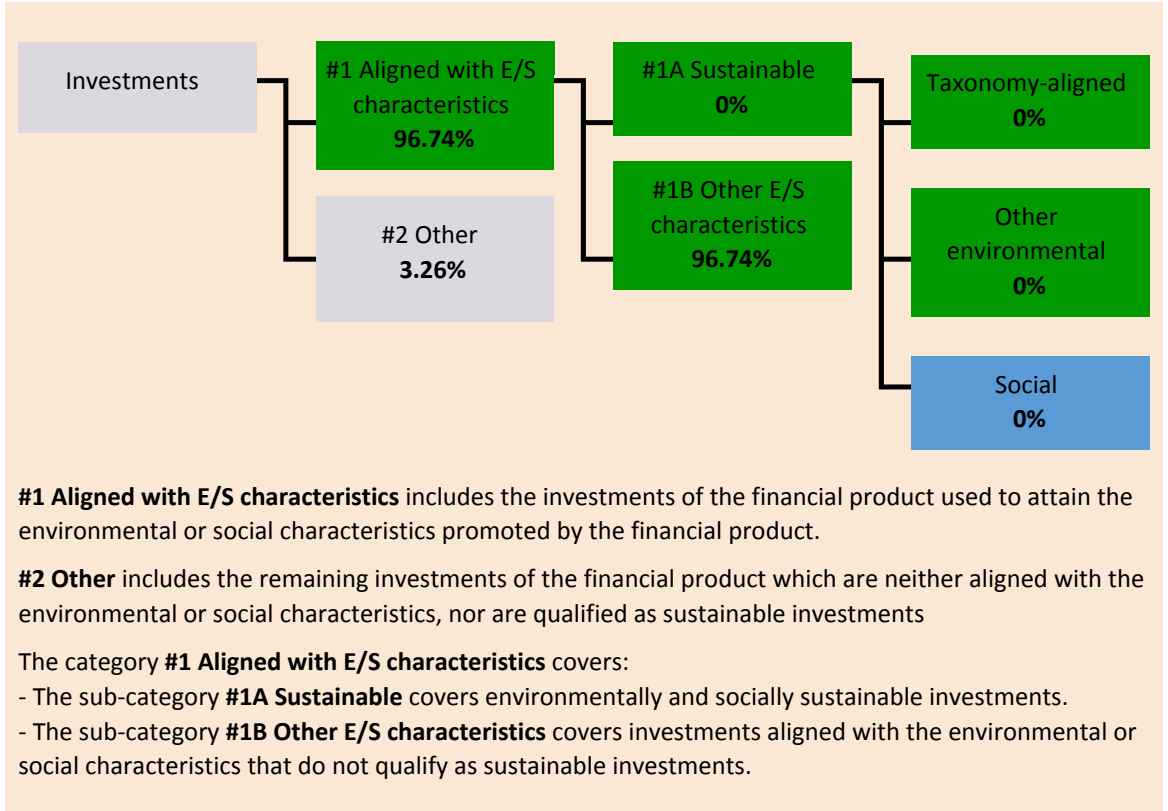 Investments
#1 Aligned with E/S
characteristics
96.74%
#2 Other
3.26%
#1A Sustainable
0%
#1B Other E/S
characteristics
96.74%
Taxonomy-aligned
0%
Other
environmental
0%
Social
0%
#1 Aligned with E/S characteristics includes the investments of the financial product used to attain the
environmental or social characteristics promoted by the financial product.
#2 Other includes the remaining investments of the financial product which are neither aligned with the
environmental or social characteristics, nor are qualified as sustainable investments
The category #1 Aligned with E/S characteristics covers:
- The sub-category #1A Sustainable covers environmentally and socially sustainable investments.
- The sub-category #1B Other E/S characteristics covers investments aligned with the environmental or
social characteristics that do not qualify as sustainable investments.